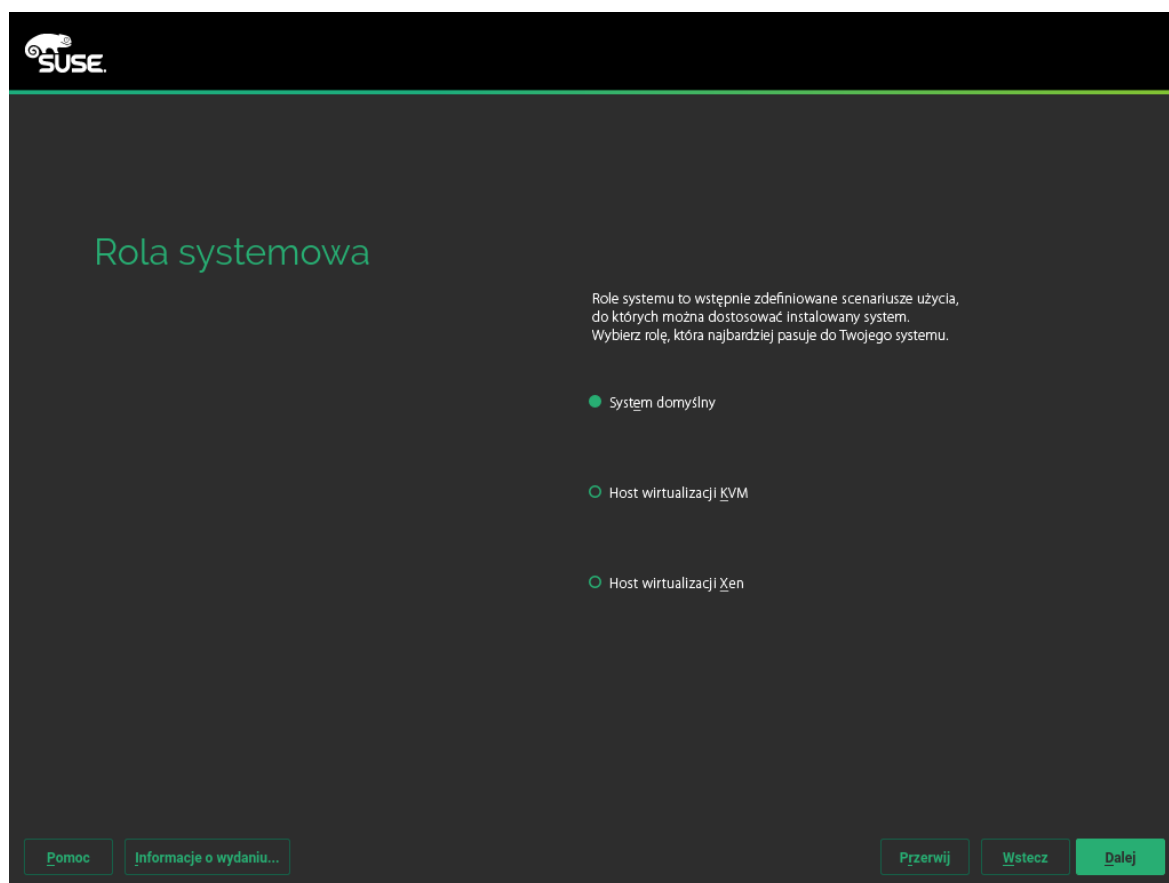 SUSE.
Rola systemowa
Role systemu to wstępnie zdefiniowane scenariusze użycia,
do których można dostosować instalowany system.
Wybierz rolę, która najbardziej pasuje do Twojego systemu.
System domyślny
Host wirtualizacji KVM
Host wirtualizacji Xen
Pomoc
Informacje o wydaniu...
Przerwij
Wstecz
Dalej